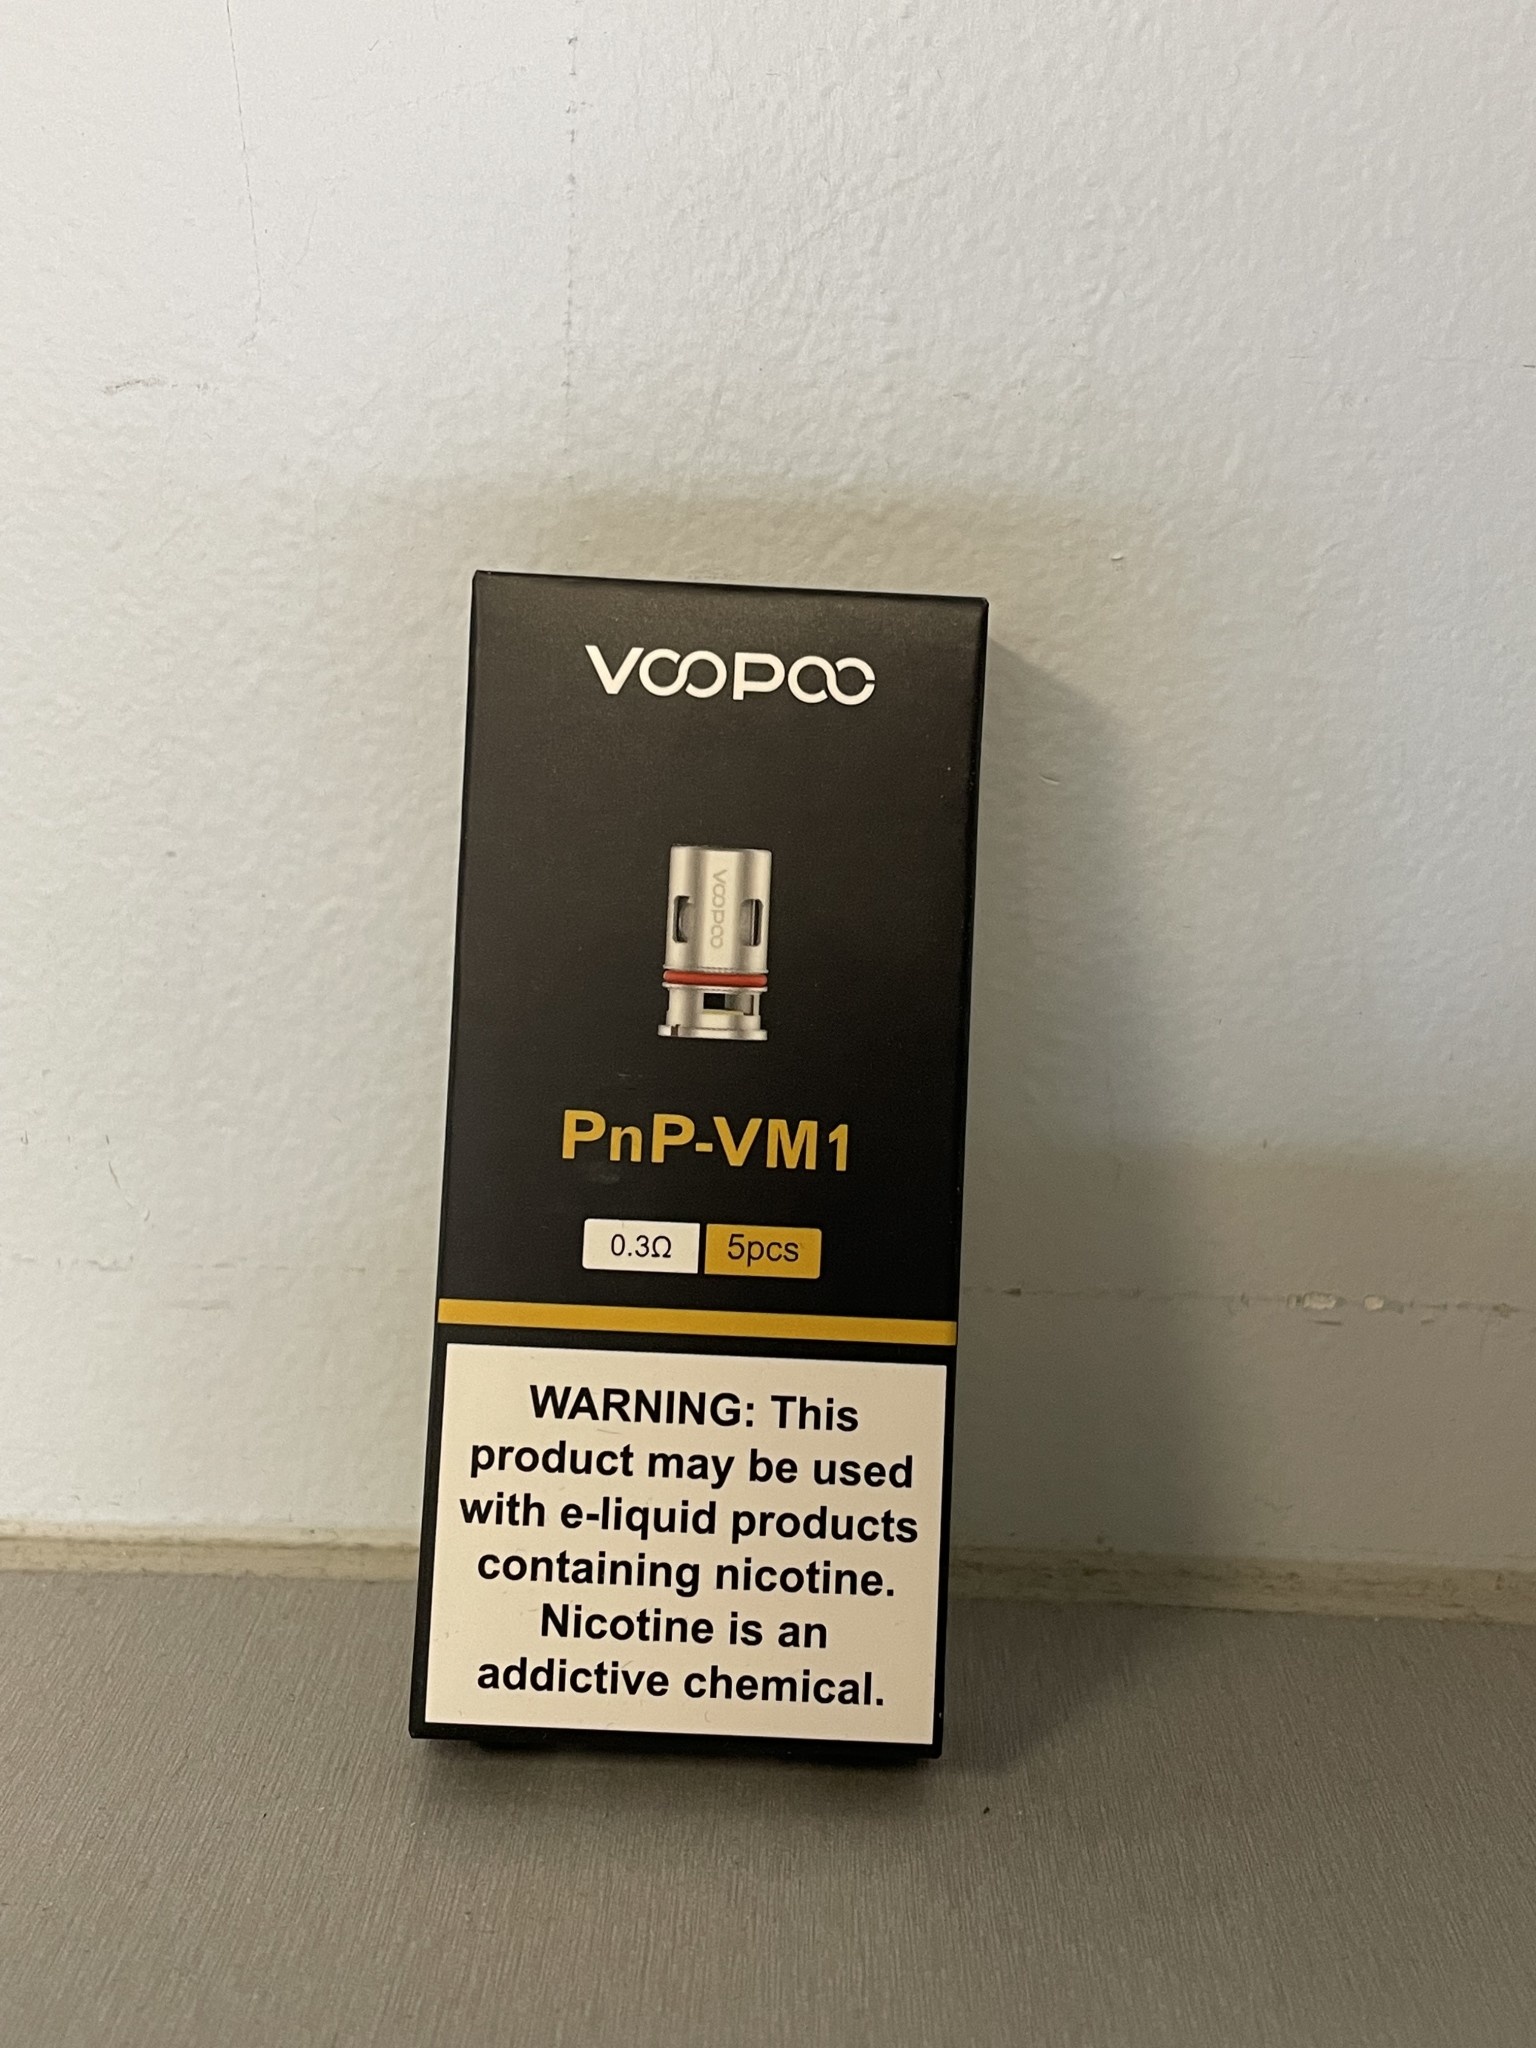 VOOPOO
VOOPOO
PnP-VM1
0.3Ω 5pcs
WARNING: This
product may be used
with e-liquid products
containing nicotine.
Nicotine is an
addictive chemical.